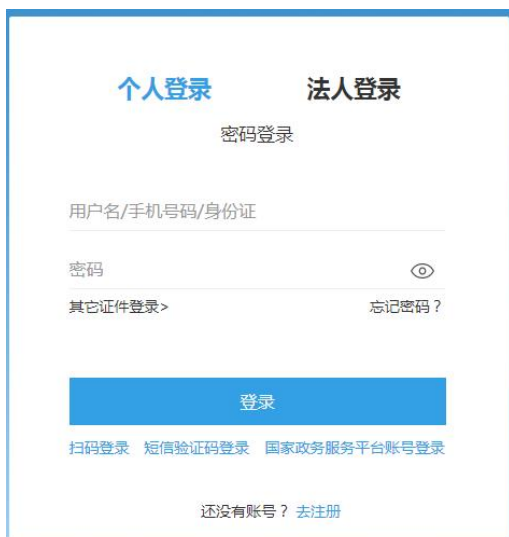 个人登录 法人登录
密码登录
用户名/手机号码/身份证
密码
其它证件登录> 忘记密码？
登录
扫码登录 短信验证码登录 国家政务服务平台账号登录
还没有账号？去注册